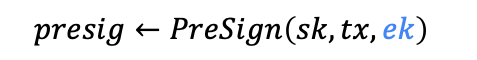 presig ← PreSign(sk, tx, ek)